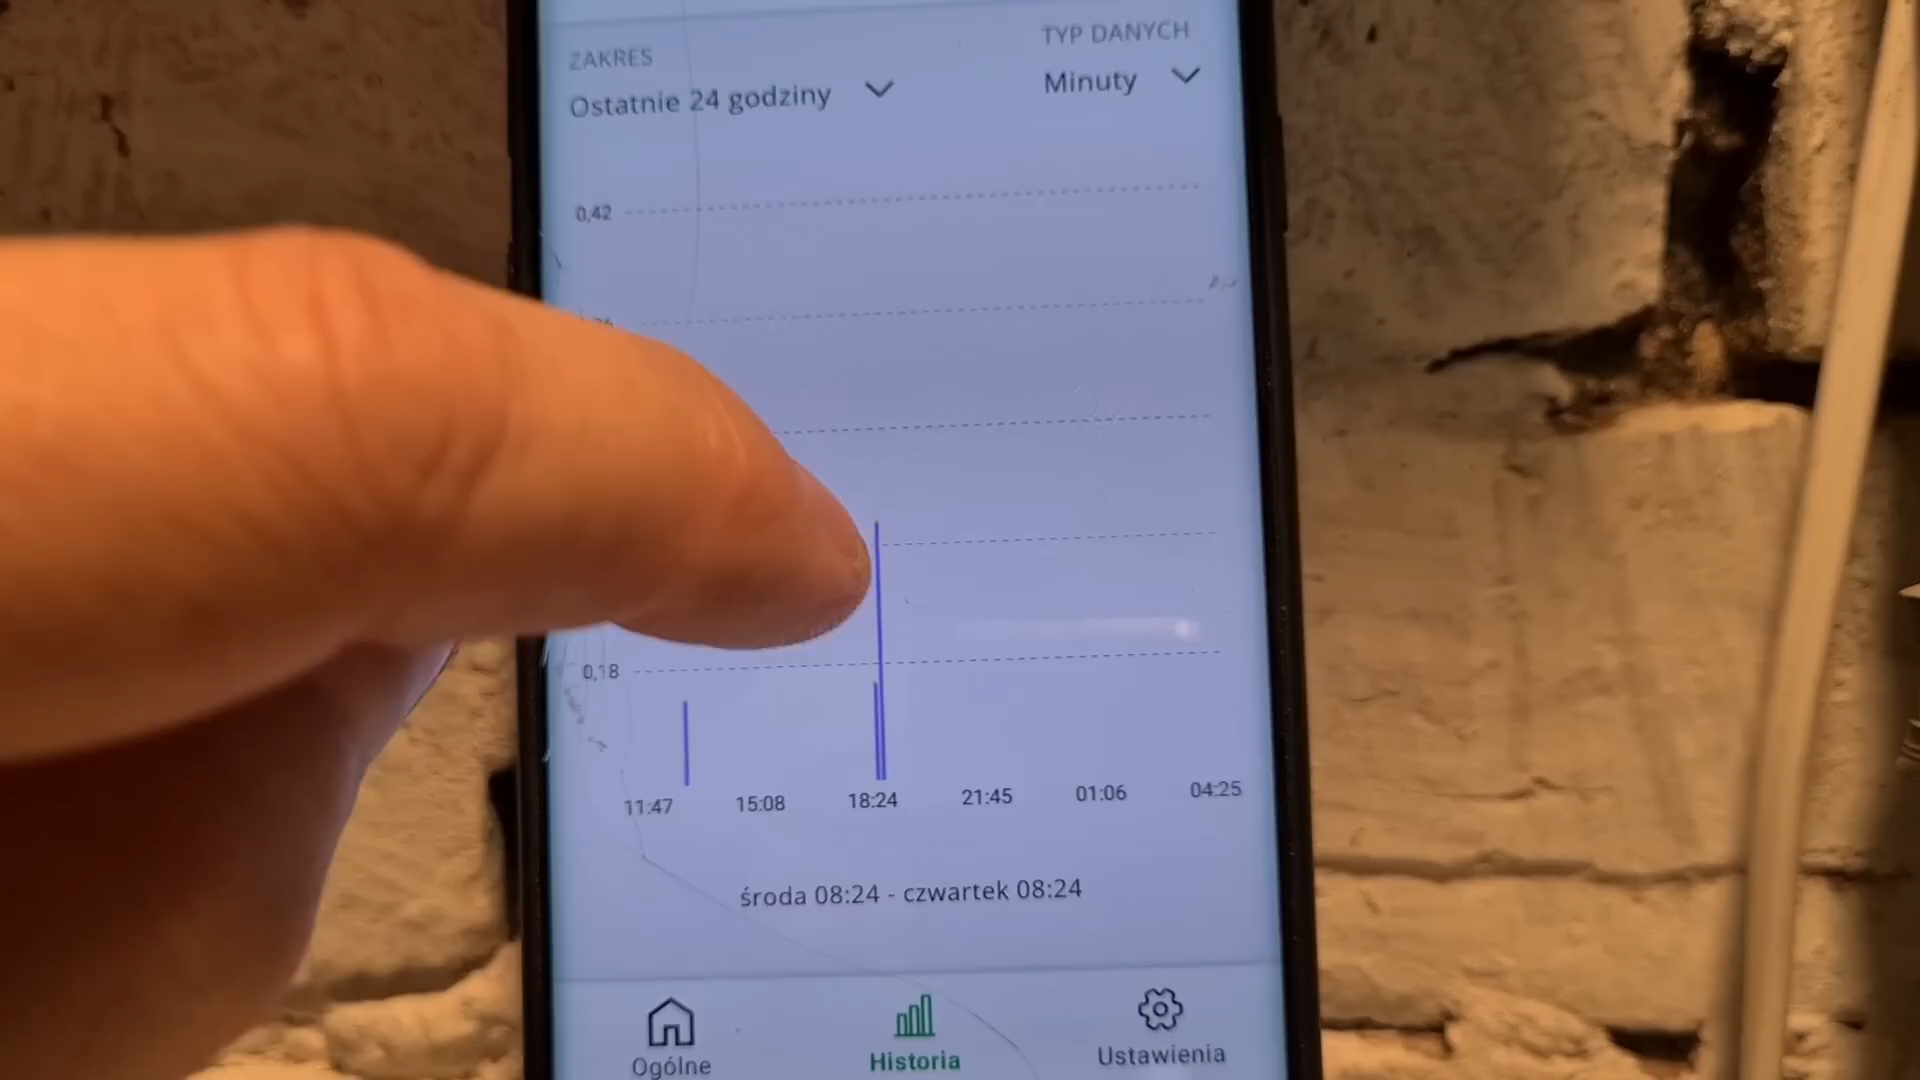 ZAKRES
Ostatnie 24 godziny
TYP DANYCH
Minuty
0,42
0,18
11:47 15:08 18:24 21:45 01:06 04:25
środa 08:24 - czwartek 08:24
Ogólne
Historia
Ustawienia